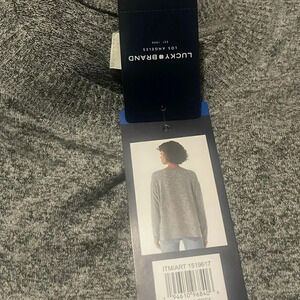 LUCKY BRAND
LOS ANGELES
EST. 1990
ITM/ART 1519617